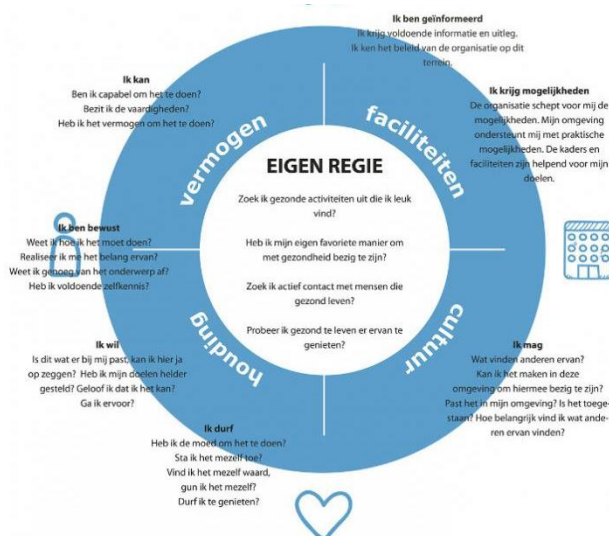 Ik ben geïnformeerd
Ik krijg voldoende informatie en uitleg.
Ik ken het beleid van de organisatie op dit
terrein.
Ik kan
Ben ik capabel om het te doen?
Bezit ik de vaardigheden?
Heb ik het vermogen om het te doen?
Ik krijg mogelijkheden
De organisatie schept voor mij de
mogelijkheden. Mijn omgeving
ondersteunt mij met praktische
mogelijkheden. De kaders en
faciliteiten zijn helpend voor mijn
doelen.
vermogen
faciliteiten
EIGEN REGIE
Zoek ik gezonde activiteiten uit die ik leuk
vind?
Heb ik mijn eigen favoriete manier om
met gezondheid bezig te zijn?
Zoek ik actief contact met mensen die
gezond leven?
Probeer ik gezond te leven er ervan te
genieten?
Ik ben bewust
Weet ik hoe ik het moet doen?
Realiseer ik me het belang ervan?
Weet ik genoeg van het onderwerp af?
Heb ik voldoende zelfkennis?
houding
cultuur
Ik wil
Is dit wat er bij mij past, kan ik hier ja
op zeggen? Heb ik mijn doelen helder
gesteld? Geloof ik dat ik het kan?
Ga ik ervoor?
Ik mag
Wat vinden anderen ervan?
Kan ik het maken in deze
omgeving om hiermee bezig te zijn?
Past het in mijn omgeving? Is het toege-
staan? Hoe belangrijk vind ik wat ande-
ren ervan vinden?
Ik durf
Heb ik de moed om het te doen?
Sta ik het mezelf toe?
Vind ik het mezelf waard,
gun ik het mezelf?
Durf ik te genieten?